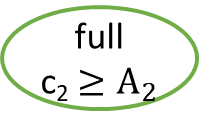 full
c₂ ≥ A₂